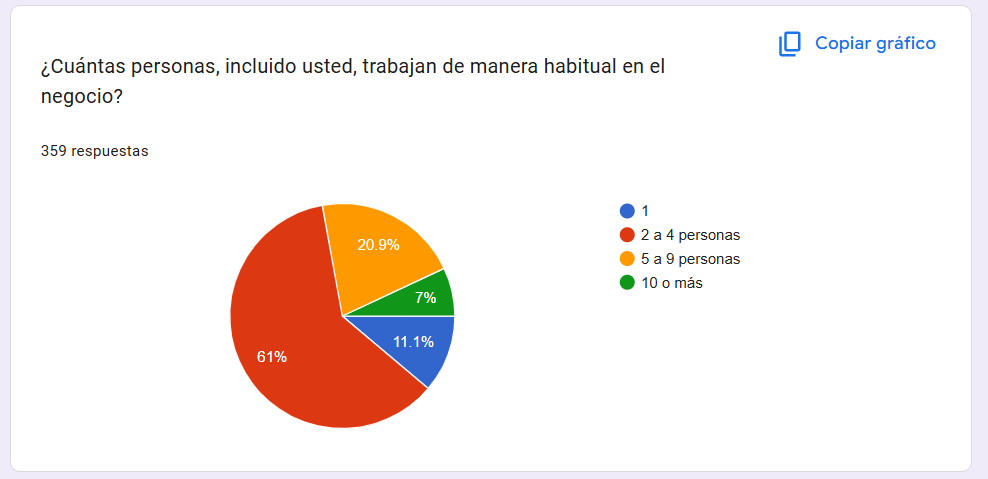 Copiar gráfico
¿Cuántas personas, incluido usted, trabajan de manera habitual en el
negocio?
359 respuestas
20.9%
7%
11.1%
61%
1
2 a 4 personas
5 a 9 personas
10 o más